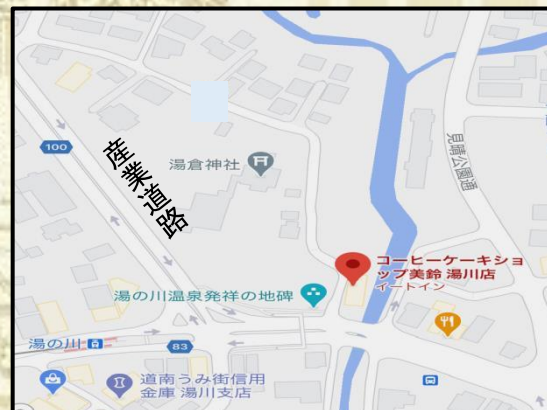 100
産業道路
湯倉神社
見晴公園通
コーヒーケーキショ
ップ美鈴 湯川店
イートイン
湯の川温泉発祥の地碑
湯の川
83
道南うみ街信用
金庫 湯川支店